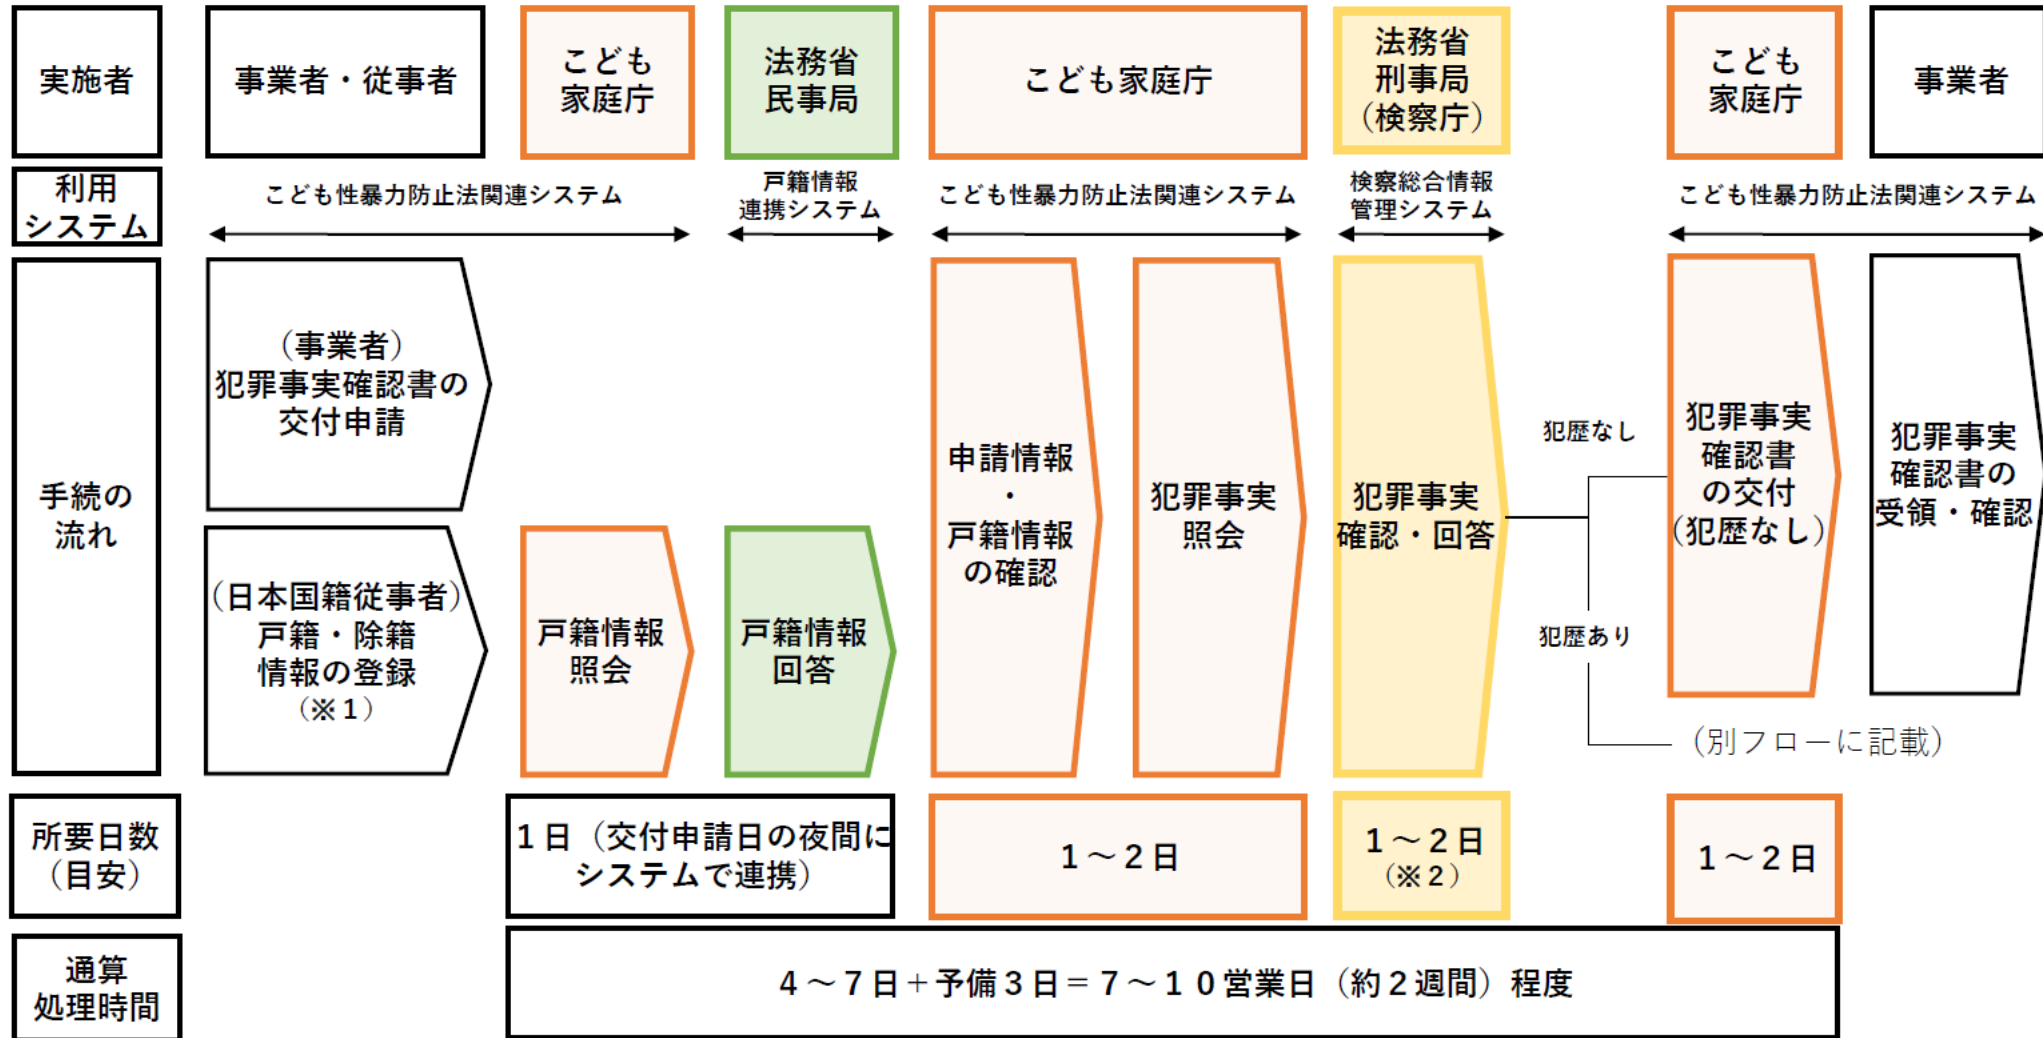 実施者
事業者・従事者
こども
家庭庁
法務省
民事局
こども家庭庁
法務省
刑事局
（検察庁）
こども
家庭庁
事業者
利用
システム
こども性暴力防止法関連システム
戸籍情報
連携システム
こども性暴力防止法関連システム
検察総合情報
管理システム
こども性暴力防止法関連システム
手続の
流れ
（事業者）
犯罪事実確認書の
交付申請
（日本国籍従事者）
戸籍・除籍
情報の登録
（※１）
戸籍情報
照会
戸籍情報
回答
申請情報
・
戸籍情報
の確認
犯罪事実
照会
犯罪事実
確認・回答
犯歴なし
犯歴あり
犯罪事実
確認書
の交付
（犯歴なし）
（別フローに記載）
犯罪事実
確認書の
受領・確認
所要日数
（目安）
１日（交付申請日の夜間に
システムで連携）
１～２日
１～２日
（※２）
１～２日
通算
処理時間
４～７日＋予備３日＝７～１０営業日（約２週間）程度